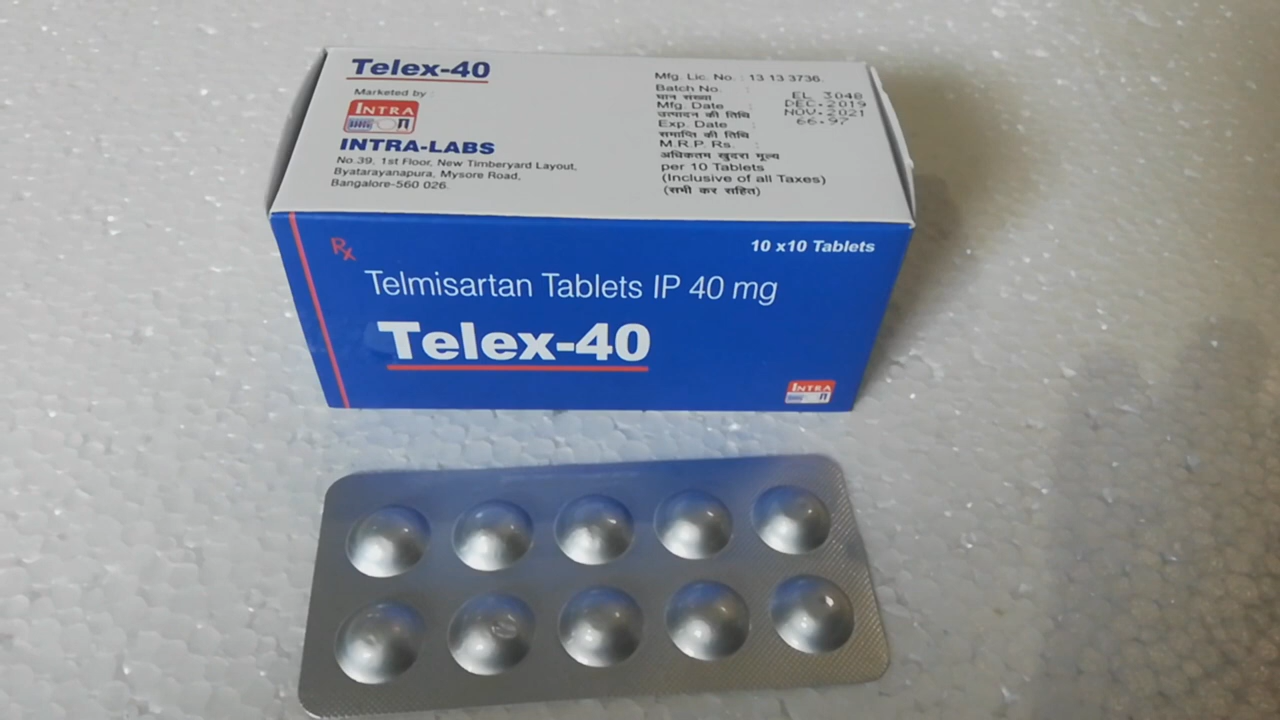 Telex-40
Marketed by :
INTRA
INTRA-LABS
No.39, 1st Floor, New Timberyard Layout,
Byatarayanapura, Mysore Road,
Bangalore-560 026.
Mfg. Lic. No. : 13 13 3736.
Batch No. : EL 3048
घान संख्या
Mfg. Date : DEC.2019
उत्पादन की तिथि
Exp. Date : NOV.2021
समाप्ति की तिथि
M.R.P. Rs. : 66.97
अधिकतम खुदरा मूल्य
per 10 Tablets
(Inclusive of all Taxes)
(सभी कर सहित)
Rx
10 x10 Tablets
Telmisartan Tablets IP 40 mg
Telex-40
INTRA